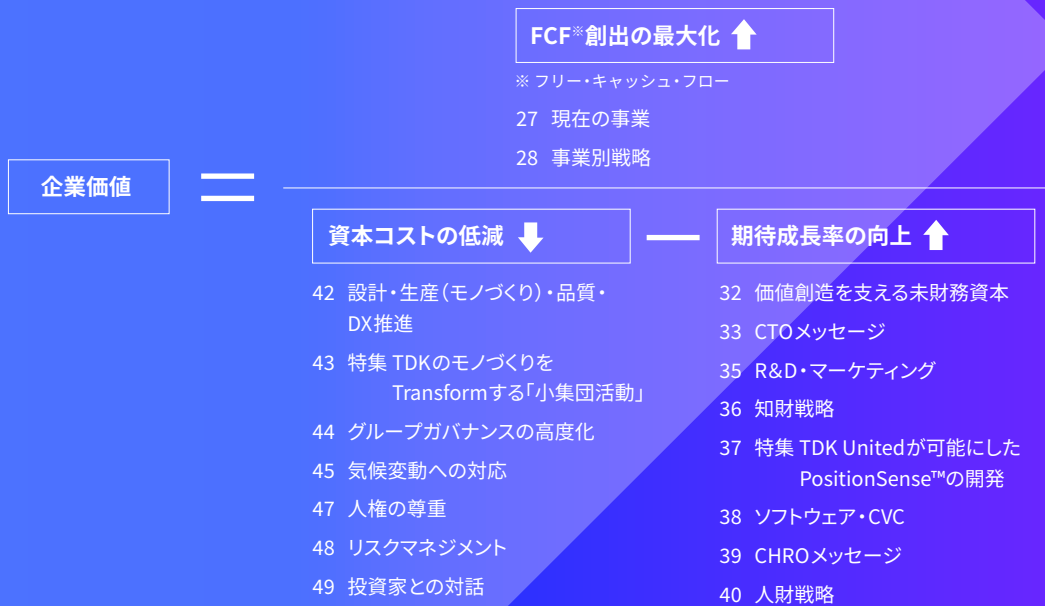 FCF※創出の最大化 ⬆
※ フリー・キャッシュ・フロー
27 現在の事業
28 事業別戦略
企業価値
=
資本コストの低減 ⬇
—
期待成長率の向上 ⬆
42 設計・生産(モノづくり)・品質・
DX推進
43 特集 TDKのモノづくりを
Transformする「小集団活動」
44 グループガバナンスの高度化
45 気候変動への対応
47 人権の尊重
48 リスクマネジメント
49 投資家との対話
32 価値創造を支える未財務資本
33 CTOメッセージ
35 R&D・マーケティング
36 知財戦略
37 特集 TDK Unitedが可能にした
PositionSense™の開発
38 ソフトウェア・CVC
39 CHROメッセージ
40 人財戦略